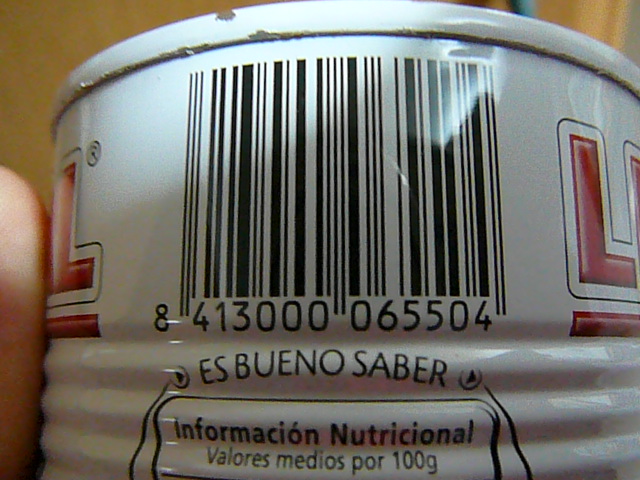 L®
8 413000 065504
ES BUENO SABER
Información Nutricional
Valores medios por 100g